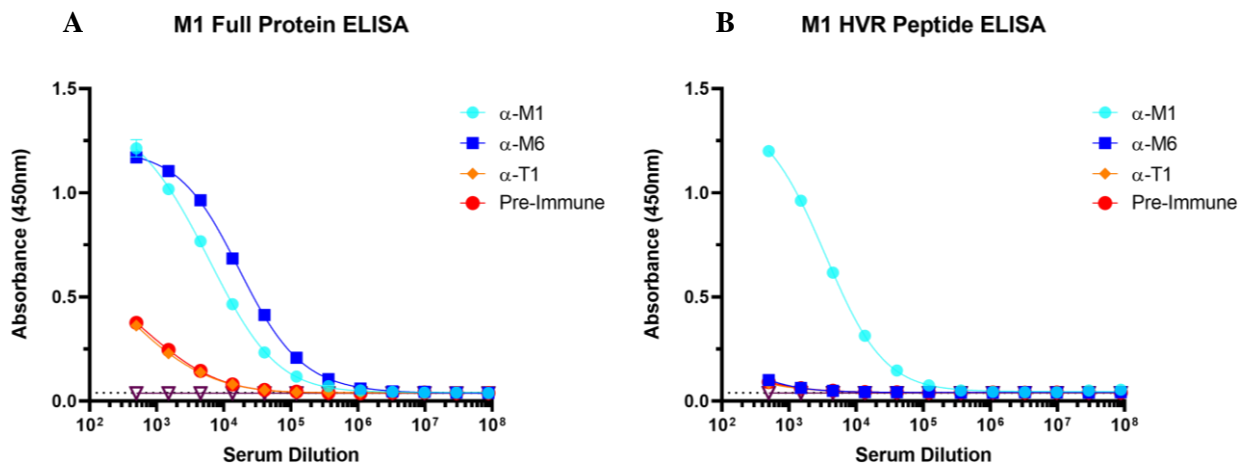 A M1 Full Protein ELISA
1.5
1.0
0.5
0.0
Absorbance (450nm)
10² 10³ 10⁴ 10⁵ 10⁶ 10⁷ 10⁸
Serum Dilution
α-M1
α-M6
α-T1
Pre-Immune
B M1 HVR Peptide ELISA
1.5
1.0
0.5
0.0
Absorbance (450nm)
10² 10³ 10⁴ 10⁵ 10⁶ 10⁷ 10⁸
Serum Dilution
α-M1
α-M6
α-T1
Pre-Immune